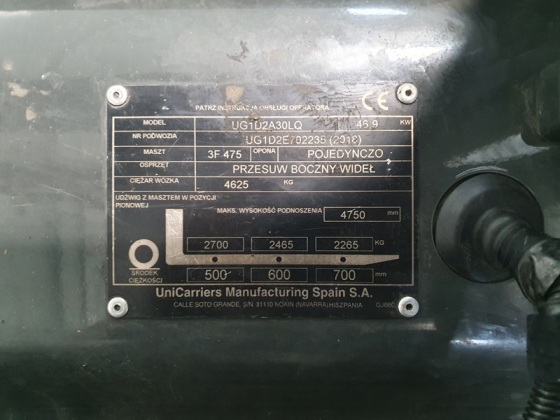 PATRZ INSTRUKCJA OBSŁUGI OPERATORA CE
MODEL UG1D2A30LQ 46.9 KW
NR PODWOZIA UG1D2E702235 (2018)
MASZT 3F 475 OPONA POJEDYNCZO
OSPRZĘT PRZESUW BOCZNY WIDEŁ
CIĘŻAR WÓZKA 4625 KG
UDŹWIG Z MASZTEM W POZYCJI
PIONOWEJ
MAKS. WYSOKOŚĆ PODNOSZENIA 4750 mm
2700 2465 2265 KG
ŚRODEK
CIĘŻKOŚCI
500 600 700 mm
UniCarriers Manufacturing Spain S.A.
CALLE SOTO GRANDE, S/N 31110 NOAIN (NAVARRA) HISZPANIA